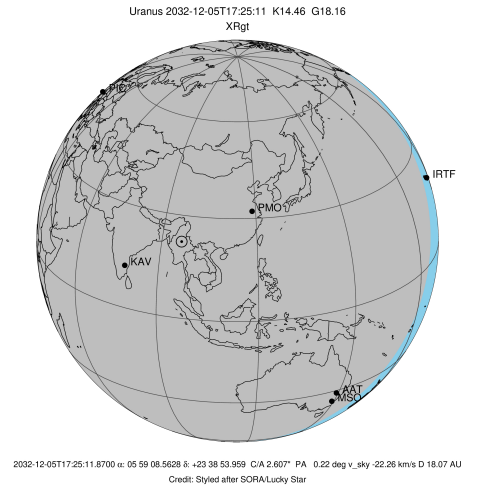 Uranus 2032-12-05T17:25:11 K14.46 G18.16
XRgt
PIC
IRTF
PMO
KAV
AAT
MSO
2032-12-05T17:25:11.8700 α: 05 59 08.5628 δ: +23 38 53.959 C/A 2.607" PA 0.22 deg v_sky -22.26 km/s D 18.07 AU
Credit: Styled after SORA/Lucky Star